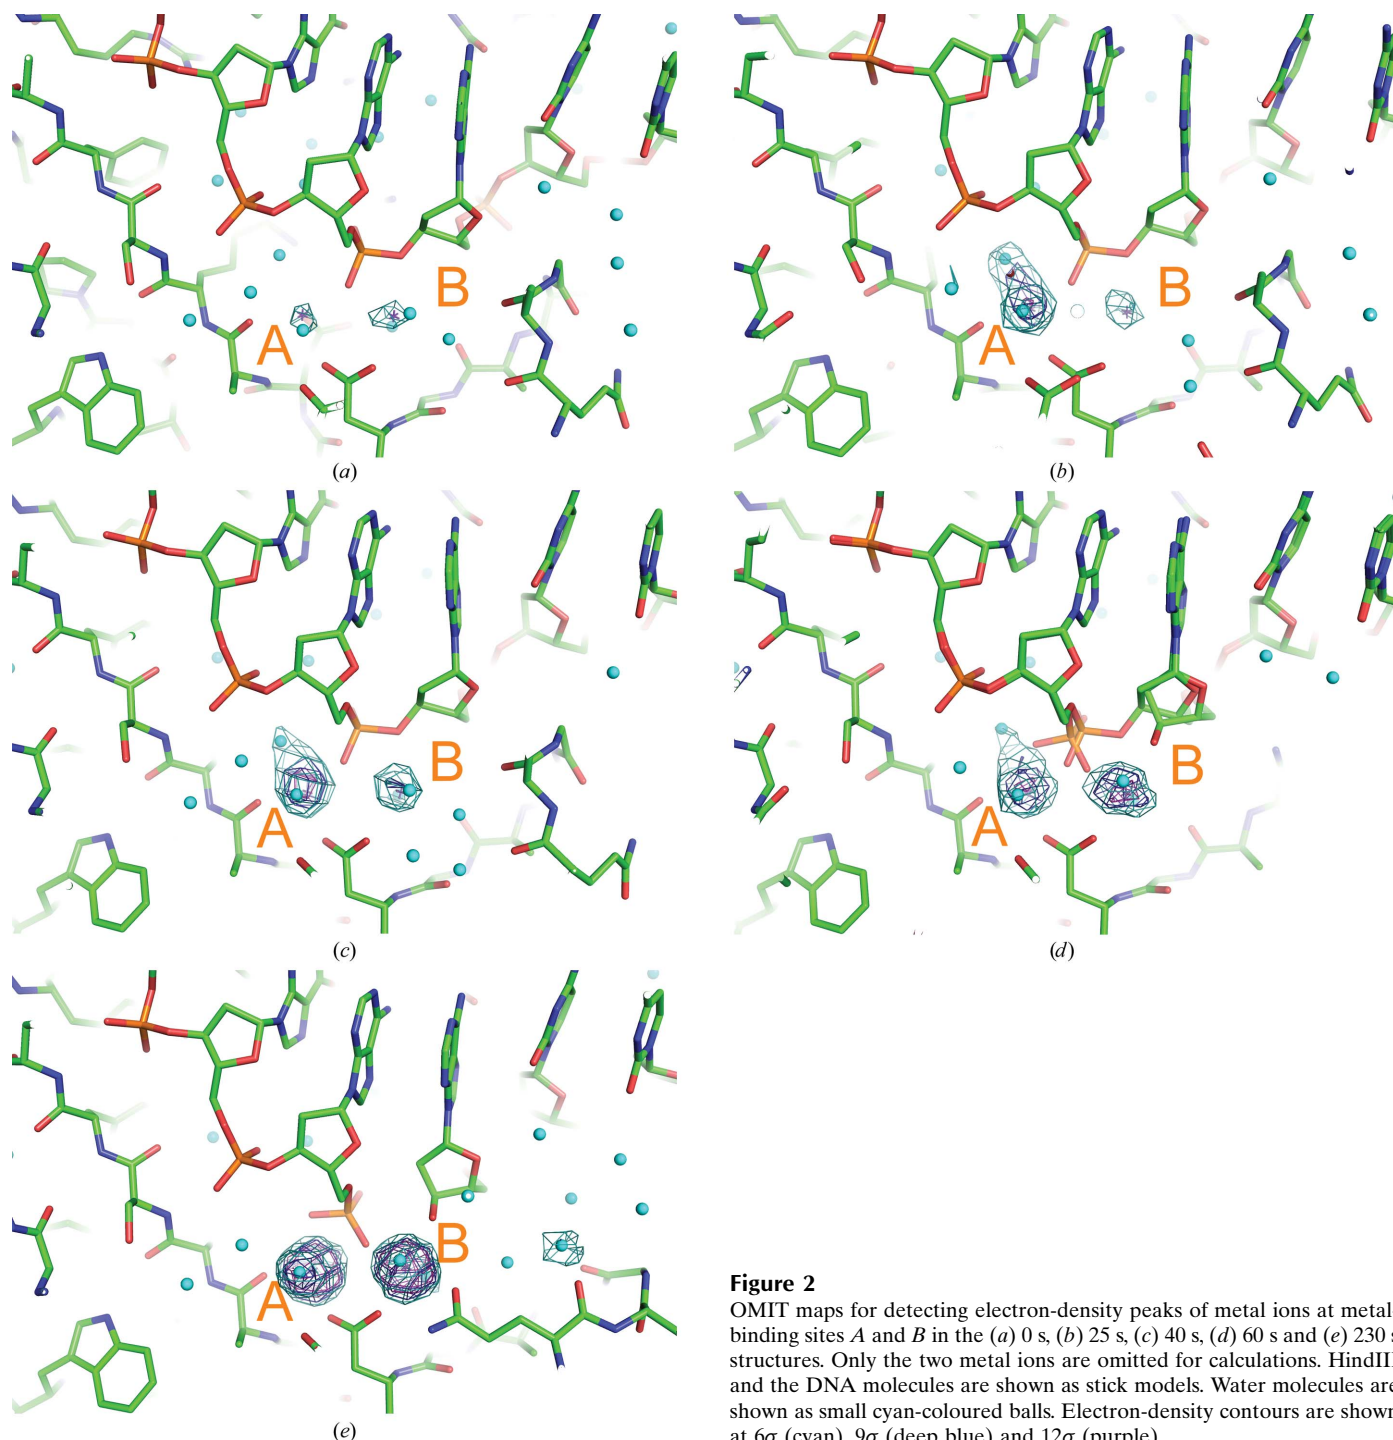 A
B
(a)
A
B
(b)
A
B
(c)
A
B
(d)
A
B
(e)
Figure 2
OMIT maps for detecting electron-density peaks of metal ions at metal-
binding sites A and B in the (a) 0 s, (b) 25 s, (c) 40 s, (d) 60 s and (e) 230 s
structures. Only the two metal ions are omitted for calculations. HindIII
and the DNA molecules are shown as stick models. Water molecules are
shown as small cyan-coloured balls. Electron-density contours are shown
at 6σ (cyan), 9σ (deep blue) and 12σ (purple)